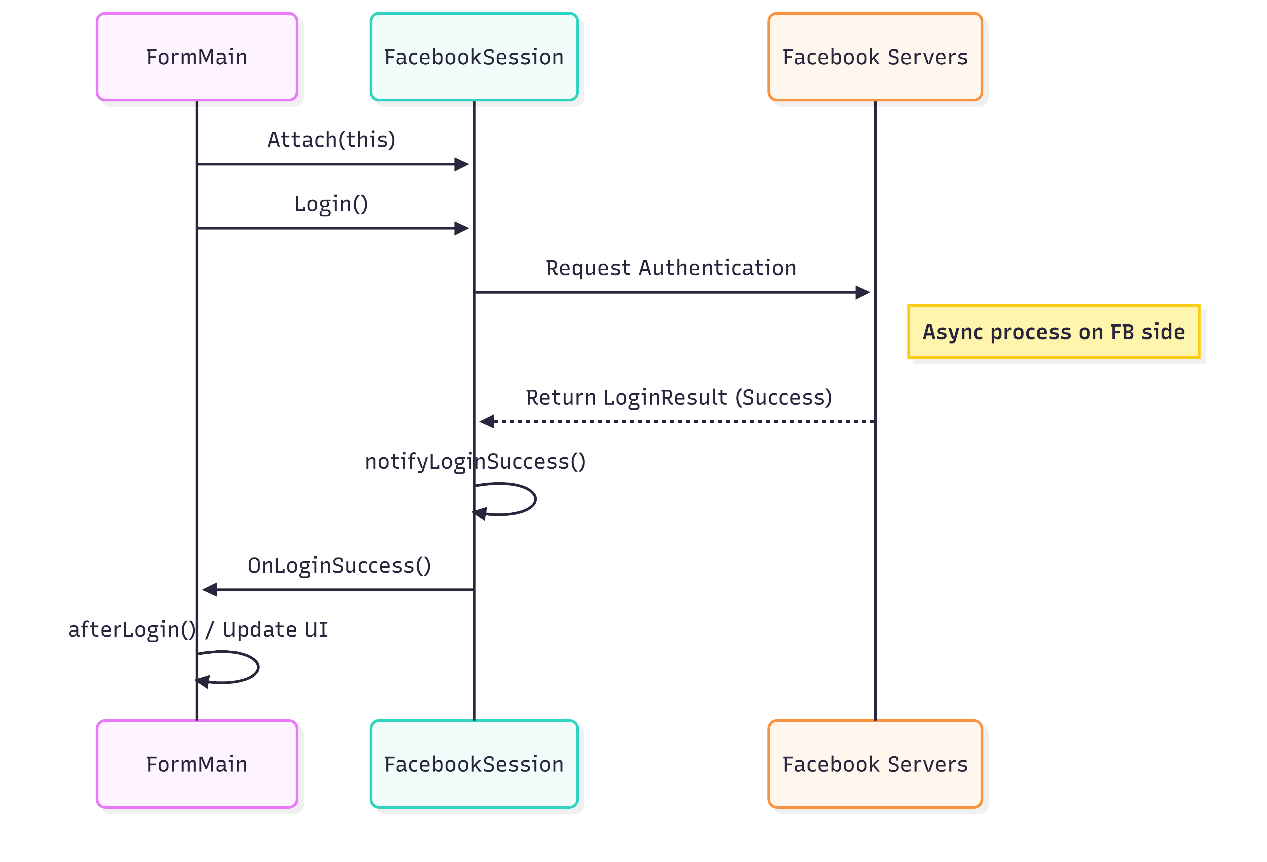 FormMain
FacebookSession
Facebook Servers
Attach(this)
Login()
Request Authentication
Async process on FB side
Return LoginResult (Success)
notifyLoginSuccess()
OnLoginSuccess()
afterLogin() / Update UI
FormMain
FacebookSession
Facebook Servers